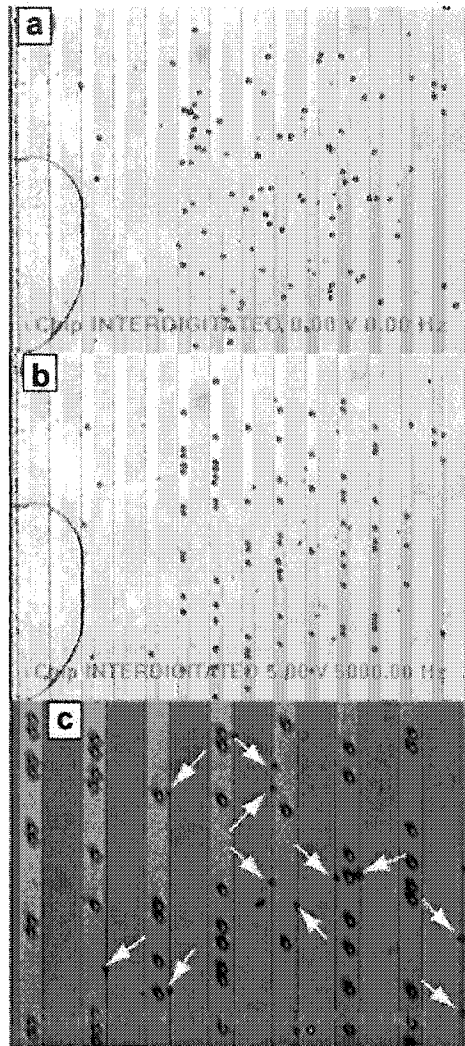 a
Chip INTERDIGITATED 0.00 V 0.00 Hz
b
Chip INTERDIGITATED 5.00 V 5000.00 Hz
c